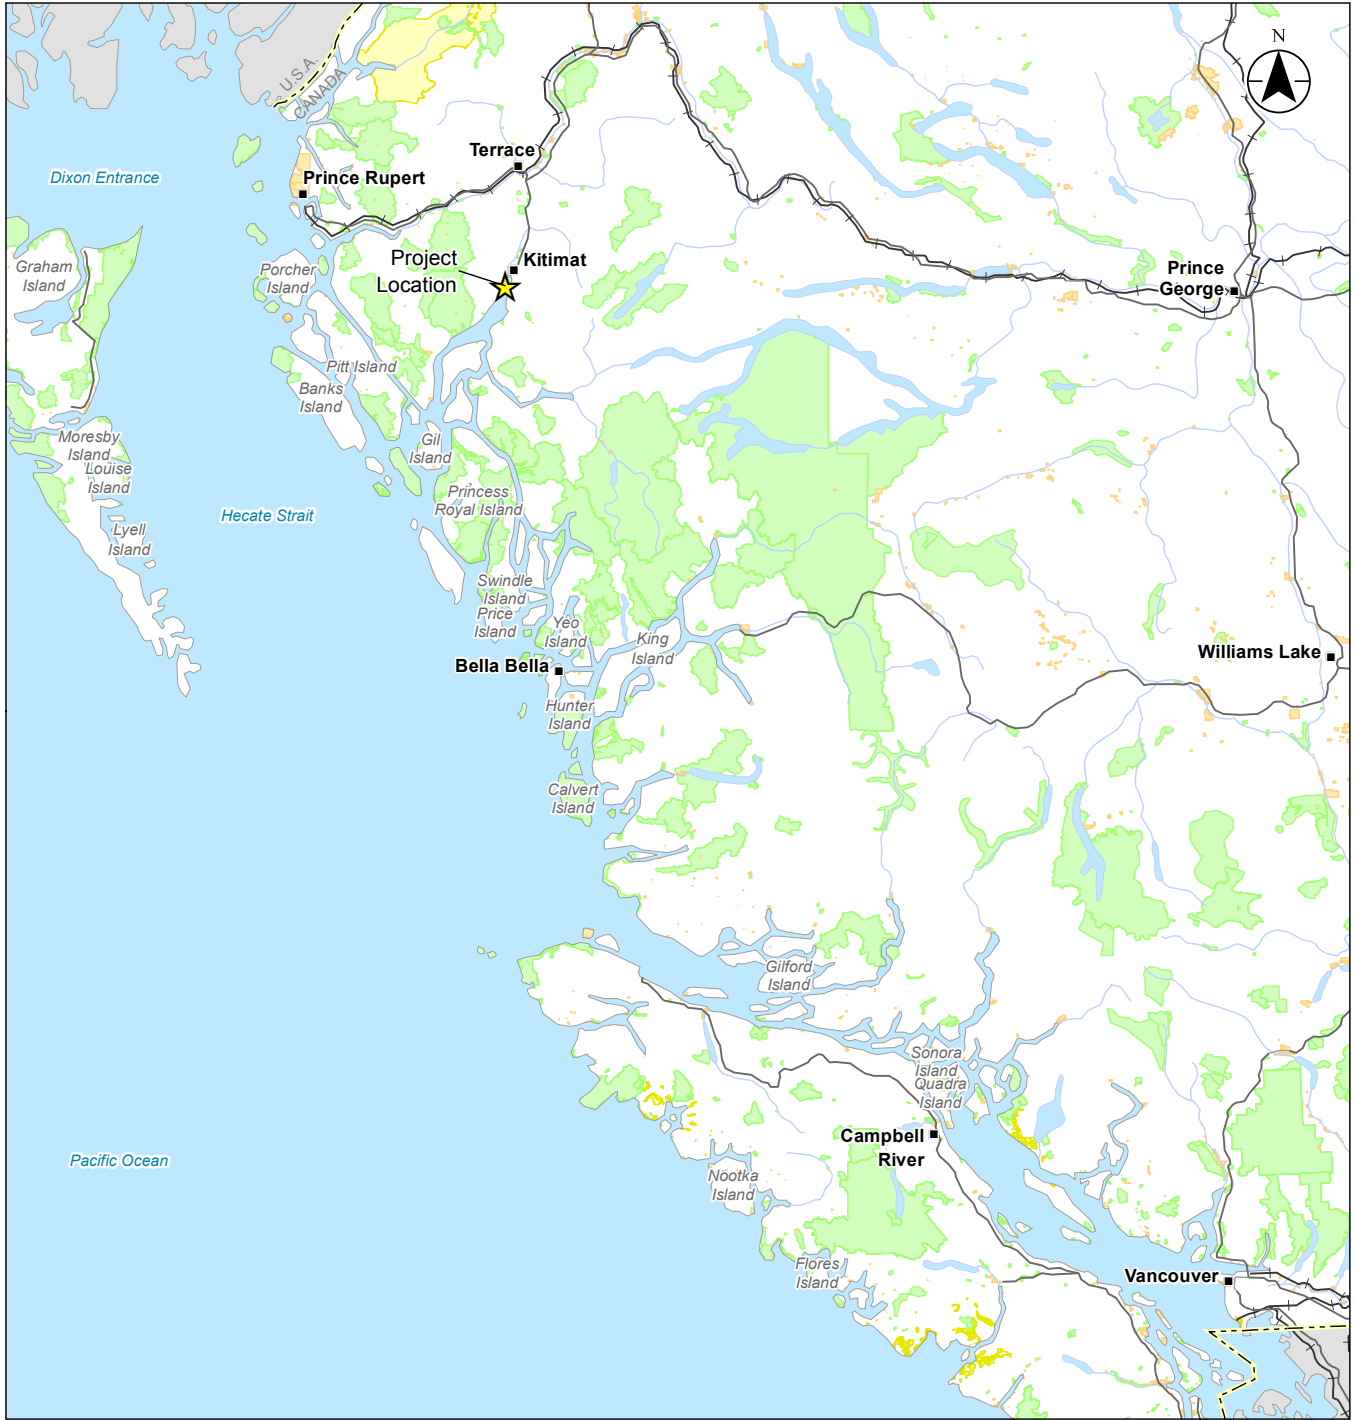 N
U.S.A.
CANADA
Terrace
Dixon Entrance
Prince Rupert
Project
Location
Kitimat
Graham
Island
Porcher
Island
Prince
George
Pitt Island
Banks
Island
Moresby
Island
Louise
Island
Gil
Island
Princess
Royal Island
Hecate Strait
Lyell
Island
Swindle
Island
Price
Island
Yeo
Island
King
Island
Bella Bella
Williams Lake
Hunter
Island
Calvert
Island
Gilford
Island
Sonora
Island
Quadra
Island
Campbell
River
Pacific Ocean
Nootka
Island
Flores
Island
Vancouver